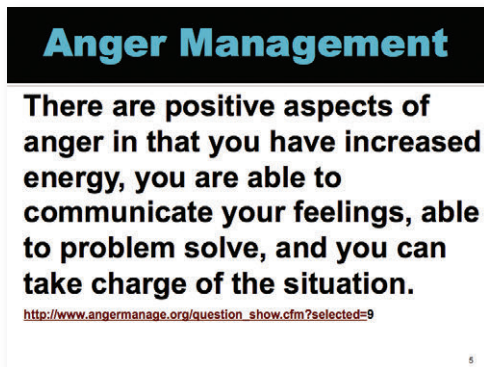 Anger Management
There are positive aspects of
anger in that you have increased
energy, you are able to
communicate your feelings, able
to problem solve, and you can
take charge of the situation.
http://www.angermanage.org/question_show.cfm?selected=9
5